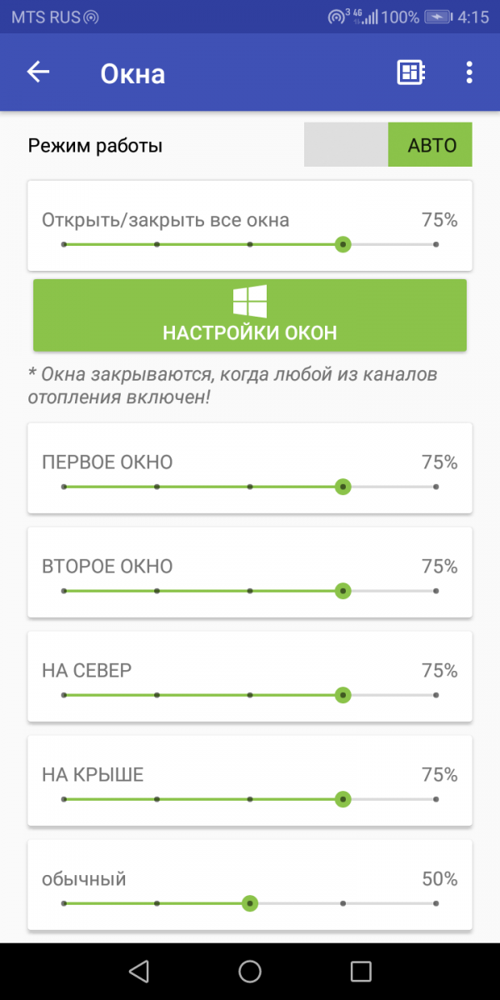 MTS RUS 3 4G 100% 4:15
Окна
Режим работы АВТО
Открыть/закрыть все окна 75%
НАСТРОЙКИ ОКОН
* Окна закрываются, когда любой из каналов
отопления включен!
ПЕРВОЕ ОКНО 75%
ВТОРОЕ ОКНО 75%
НА СЕВЕР 75%
НА КРЫШЕ 75%
обычный 50%